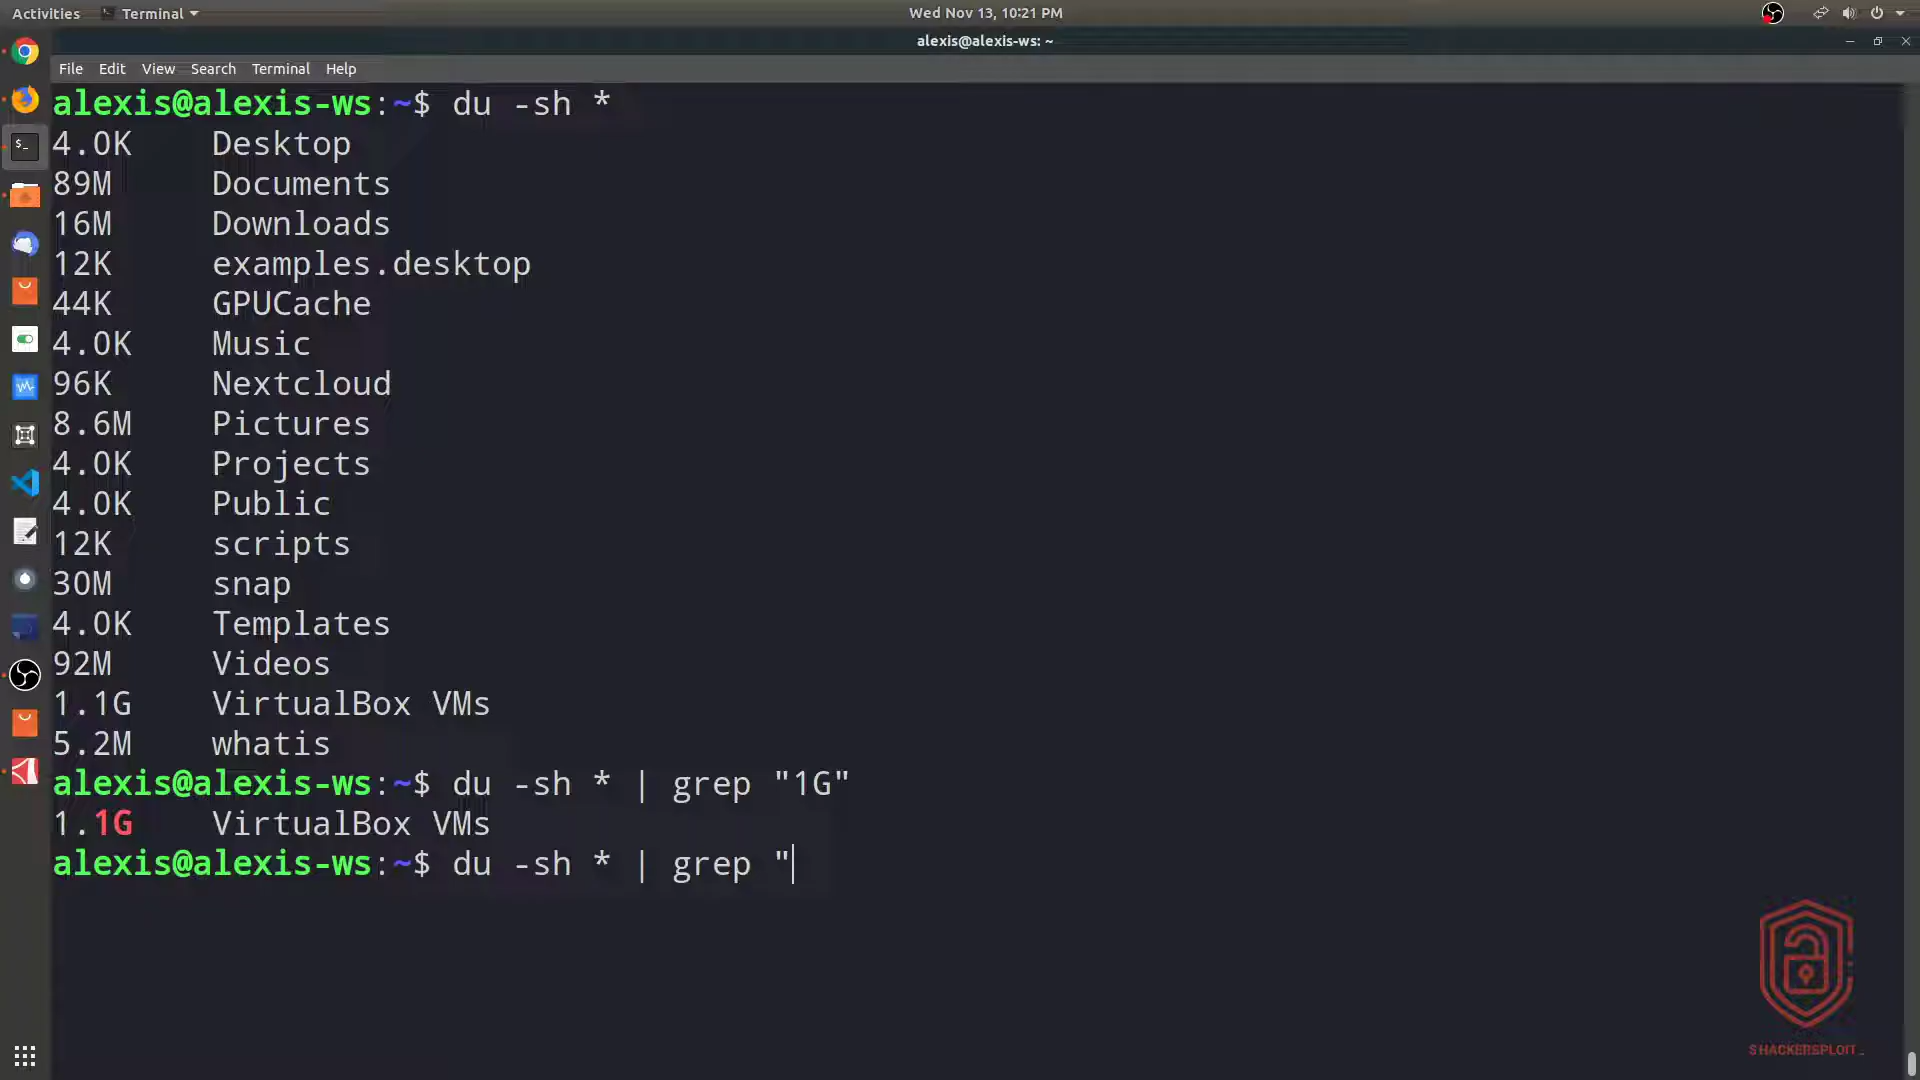 Activities Terminal Wed Nov 13, 10:21 PM
alexis@alexis-ws: ~
File Edit View Search Terminal Help
alexis@alexis-ws:~$ du -sh *
4.0K Desktop
89M Documents
16M Downloads
12K examples.desktop
44K GPUCache
4.0K Music
96K Nextcloud
8.6M Pictures
4.0K Projects
4.0K Public
12K scripts
30M snap
4.0K Templates
92M Videos
1.1G VirtualBox VMs
5.2M whatis
alexis@alexis-ws:~$ du -sh * | grep "1G"
1.1G VirtualBox VMs
alexis@alexis-ws:~$ du -sh * | grep "
$HACKERSPLOIT_